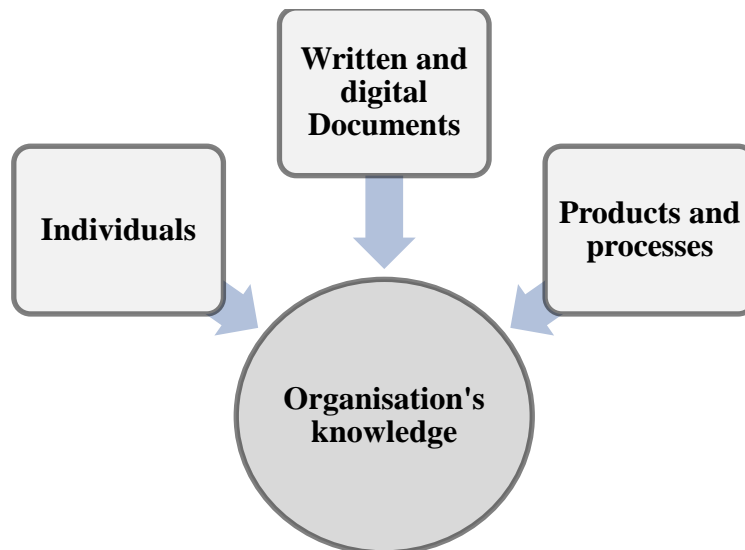 Written and
digital
Documents
Individuals
Products and
processes
Organisation's
knowledge